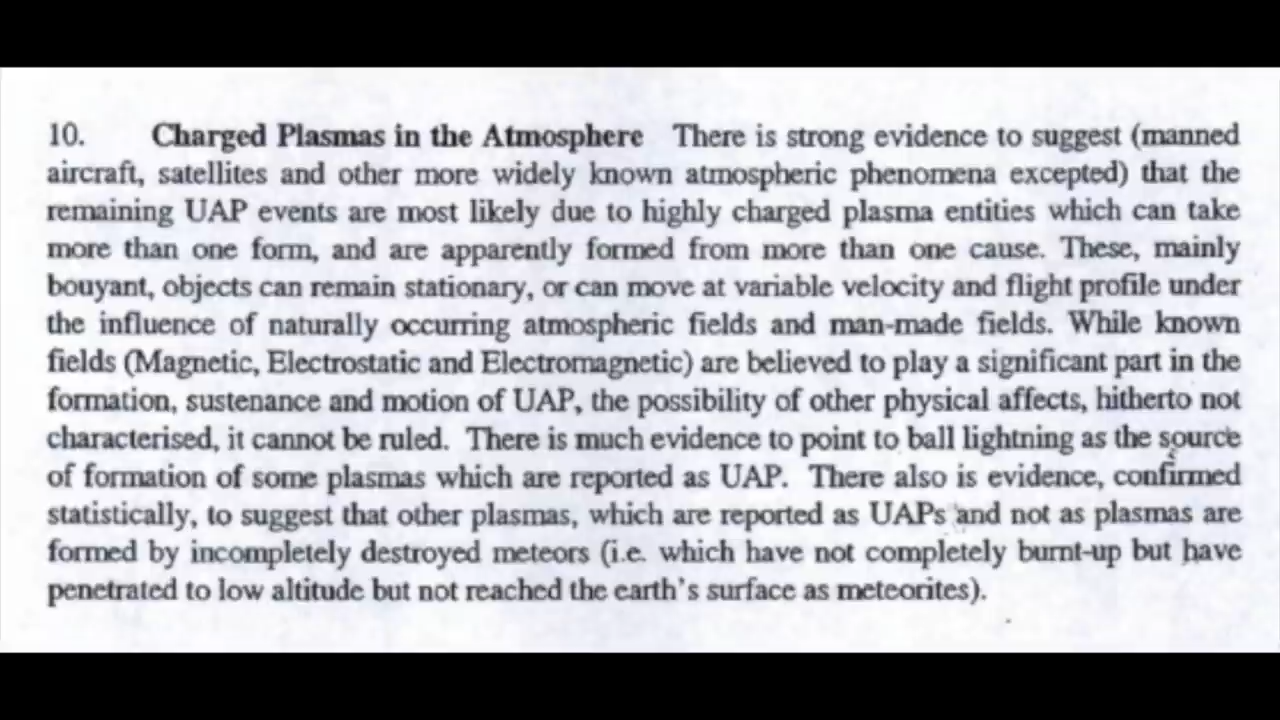 10. Charged Plasmas in the Atmosphere There is strong evidence to suggest (manned
aircraft, satellites and other more widely known atmospheric phenomena excepted) that the
remaining UAP events are most likely due to highly charged plasma entities which can take
more than one form, and are apparently formed from more than one cause. These, mainly
bouyant, objects can remain stationary, or can move at variable velocity and flight profile under
the influence of naturally occurring atmospheric fields and man-made fields. While known
fields (Magnetic, Electrostatic and Electromagnetic) are believed to play a significant part in the
formation, sustenance and motion of UAP, the possibility of other physical affects, hitherto not
characterised, it cannot be ruled. There is much evidence to point to ball lightning as the source
of formation of some plasmas which are reported as UAP. There also is evidence, confirmed
statistically, to suggest that other plasmas, which are reported as UAPs and not as plasmas are
formed by incompletely destroyed meteors (i.e. which have not completely burnt-up but have
penetrated to low altitude but not reached the earth's surface as meteorites).